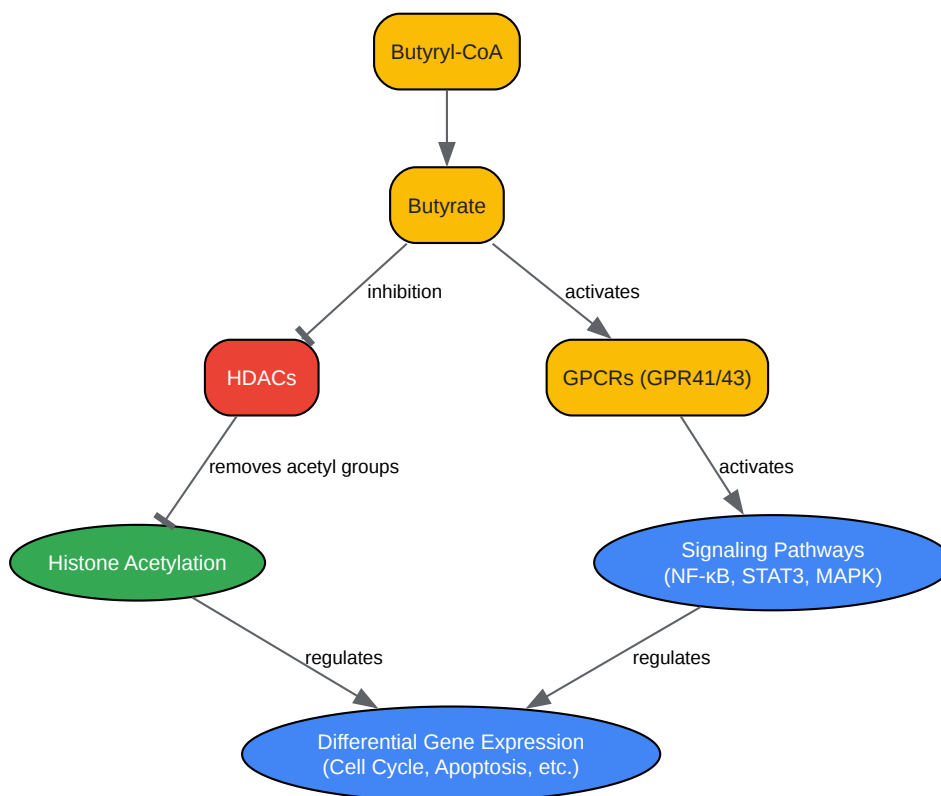 Butyryl-CoA
Butyrate
inhibition
activates
HDACs
GPCRs (GPR41/43)
removes acetyl groups
activates
Histone Acetylation
Signaling Pathways
(NF-κB, STAT3, MAPK)
regulates
regulates
Differential Gene Expression
(Cell Cycle, Apoptosis, etc.)